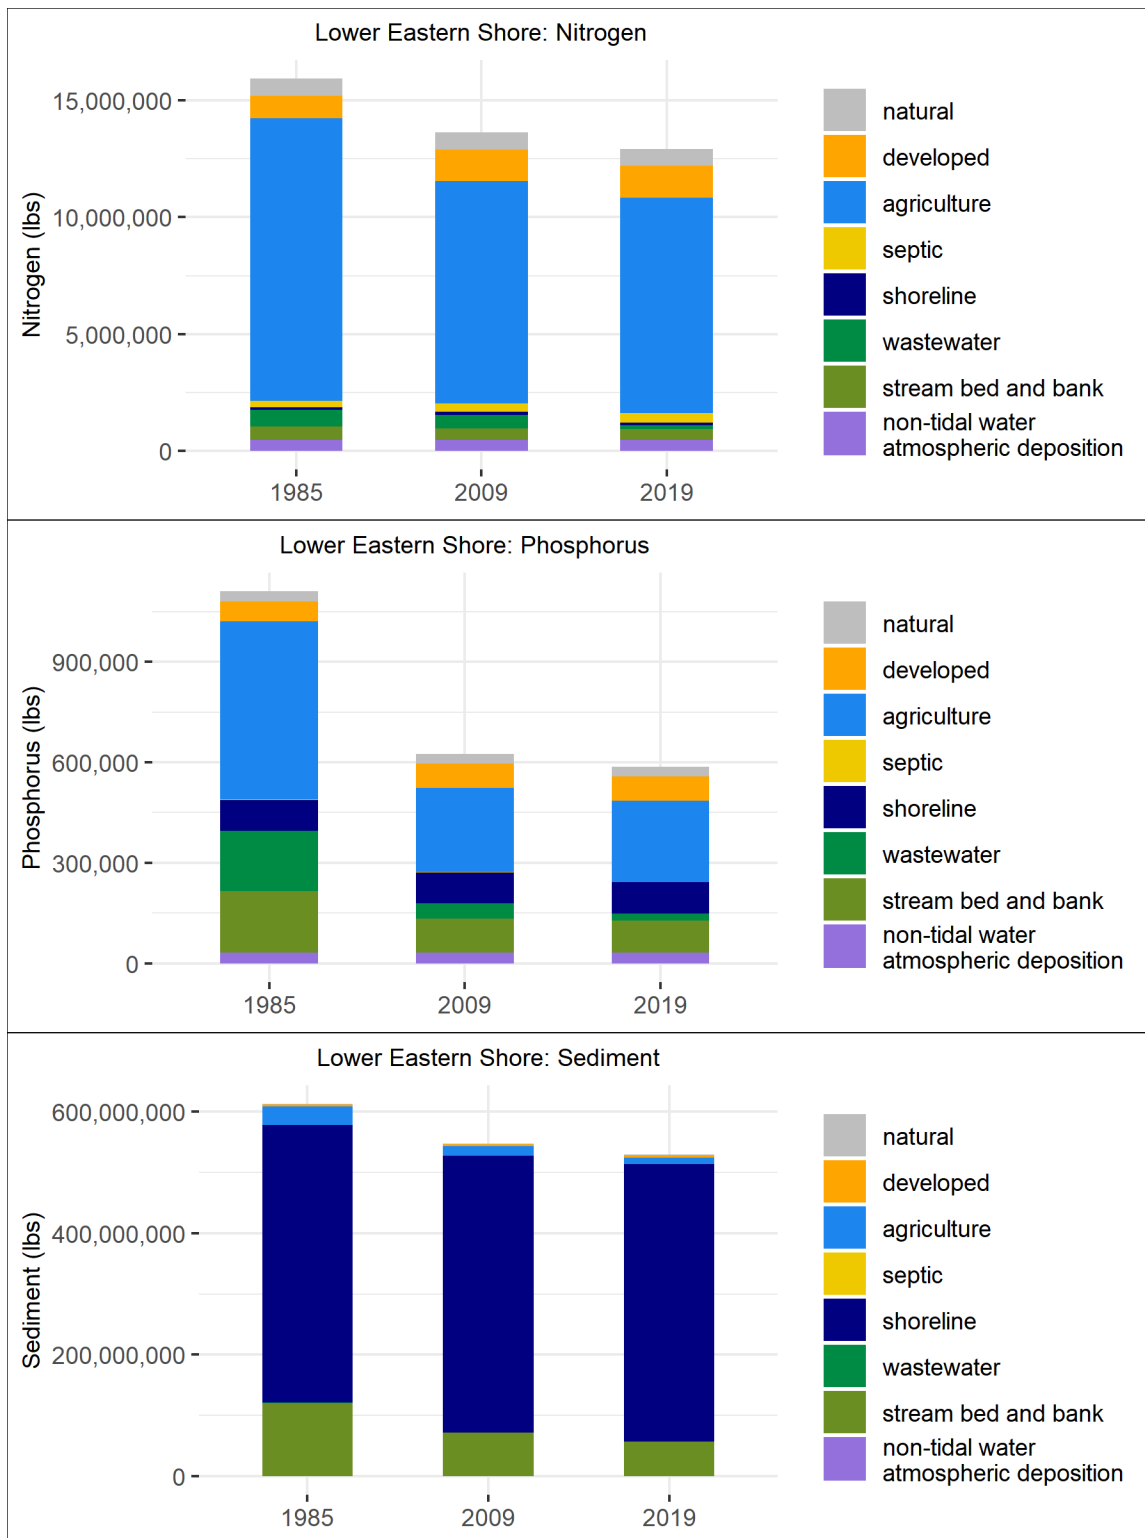 Lower Eastern Shore: Nitrogen
Nitrogen (lbs)
15,000,000
10,000,000
5,000,000
0
1985
2009
2019
natural
developed
agriculture
septic
shoreline
wastewater
stream bed and bank
non-tidal water
atmospheric deposition
Lower Eastern Shore: Phosphorus
Phosphorus (lbs)
900,000
600,000
300,000
0
1985
2009
2019
natural
developed
agriculture
septic
shoreline
wastewater
stream bed and bank
non-tidal water
atmospheric deposition
Lower Eastern Shore: Sediment
Sediment (lbs)
600,000,000
400,000,000
200,000,000
0
1985
2009
2019
natural
developed
agriculture
septic
shoreline
wastewater
stream bed and bank
non-tidal water
atmospheric deposition